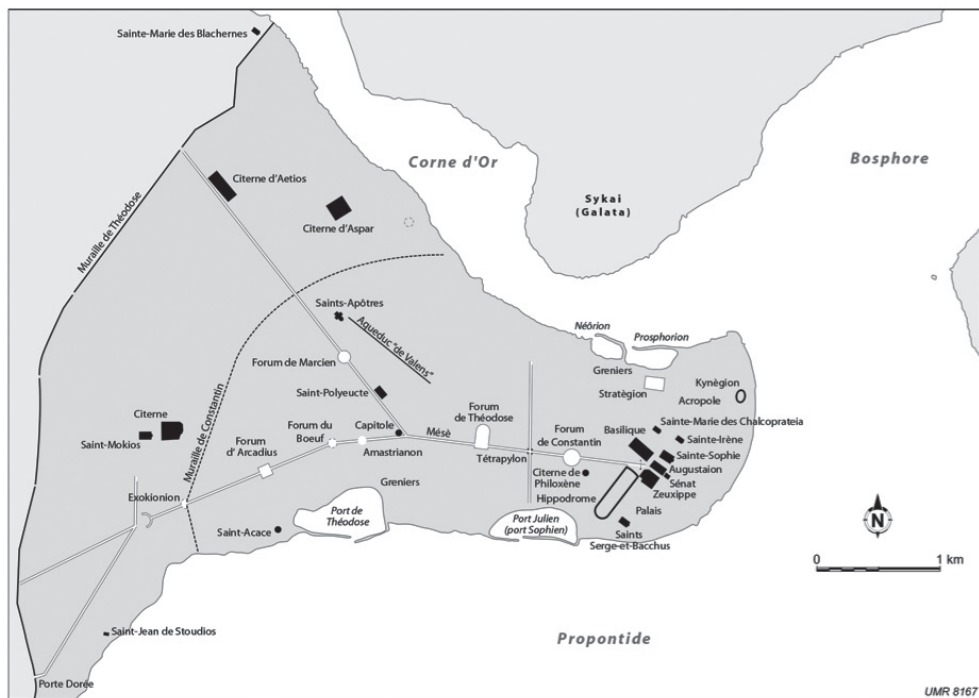 Sainte-Marie des Blachernes
Corne d'Or
Bosphore
Citerne d'Aetios
Sykai
(Galata)
Citerne d'Aspar
Muraille de Théodose
Saints-Apôtres
Aqueduc "de Valens"
Néôrion
Prosphorion
Forum de Marcien
Greniers
Stratègion
Kynègion
Acropole
Muraille de Constantin
Saint-Polyeucte
Citerne
Saint-Mokios
Forum du
Boeuf
Capitole
Forum
de Théodose
Mésè
Forum
de Constantin
Basilique
Sainte-Marie des Chalcoprateia
Sainte-Irène
Forum
d'Arcadius
Amastrianon
Tétrapylon
Sainte-Sophie
Augustaion
Citerne de
Philoxène
Sénat
Zeuxippe
Hippodrome
Greniers
Exokionion
Port de
Théodose
Port Julien
(port Sophien)
Palais
Saint-Acace
Saints
Serge-et-Bacchus
N
0 1 km
Saint-Jean de Stoudios
Propontide
Porte Dorée
UMR 8167